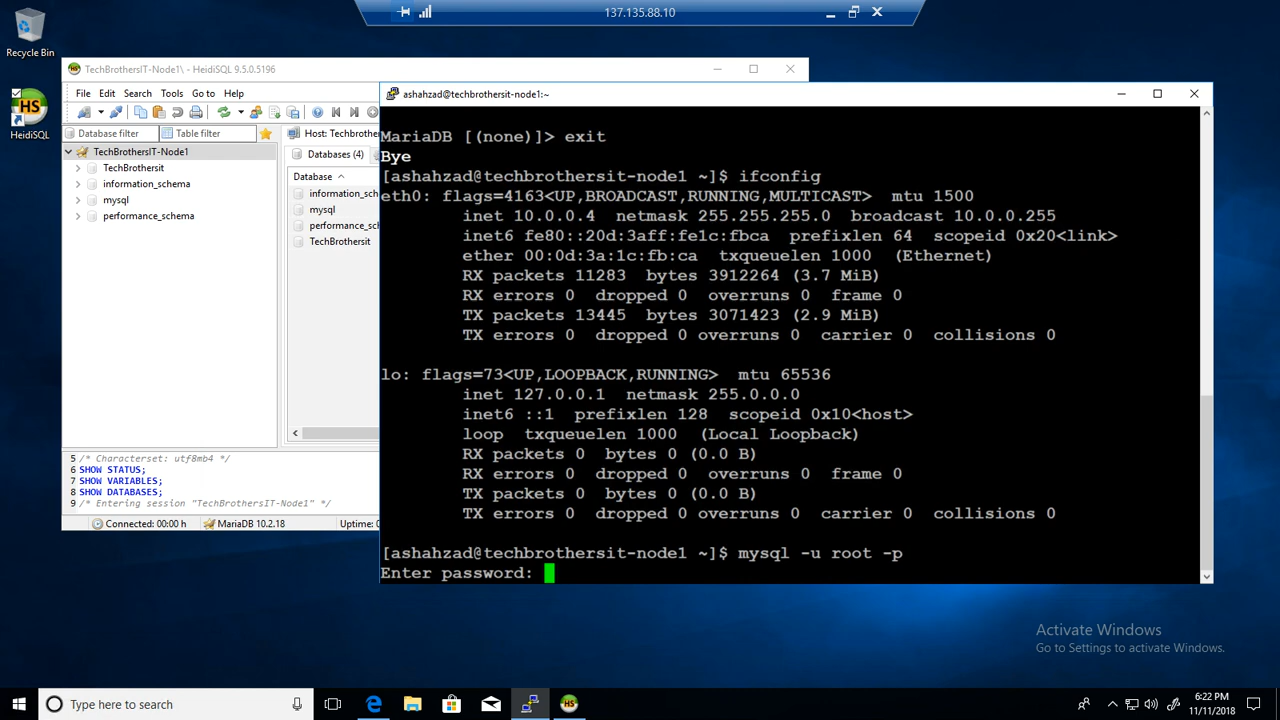 137.135.88.10
Recycle Bin
HS
HeidiSQL
HS TechBrothersIT-Node1\ - HeidiSQL 9.5.0.5196
File Edit Search Tools Go to Help
Database filter Table filter
TechBrothersIT-Node1
TechBrothersit
information_schema
mysql
performance_schema
Host: Techbrothe
Databases (4)
Database
information_sch
mysql
performance_sc
TechBrothersit
5 /* Characterset: utf8mb4 */
6 SHOW STATUS;
7 SHOW VARIABLES;
8 SHOW DATABASES;
9 /* Entering session "TechBrothersIT-Node1" */
Connected: 00:00 h MariaDB 10.2.18 Uptime: 0
ashahzad@techbrothersit-node1:~
MariaDB [(none)]> exit
Bye
[ashahzad@techbrothersit-node1 ~]$ ifconfig
eth0: flags=4163<UP,BROADCAST,RUNNING,MULTICAST>  mtu 1500
inet 10.0.0.4  netmask 255.255.255.0  broadcast 10.0.0.255
inet6 fe80::20d:3aff:fe1c:fbca  prefixlen 64  scopeid 0x20<link>
ether 00:0d:3a:1c:fb:ca  txqueuelen 1000  (Ethernet)
RX packets 11283  bytes 3912264 (3.7 MiB)
RX errors 0  dropped 0  overruns 0  frame 0
TX packets 13445  bytes 3071423 (2.9 MiB)
TX errors 0  dropped 0 overruns 0  carrier 0  collisions 0
lo: flags=73<UP,LOOPBACK,RUNNING>  mtu 65536
inet 127.0.0.1  netmask 255.0.0.0
inet6 ::1  prefixlen 128  scopeid 0x10<host>
loop  txqueuelen 1000  (Local Loopback)
RX packets 0  bytes 0 (0.0 B)
RX errors 0  dropped 0  overruns 0  frame 0
TX packets 0  bytes 0 (0.0 B)
TX errors 0  dropped 0 overruns 0  carrier 0  collisions 0
[ashahzad@techbrothersit-node1 ~]$ mysql -u root -p
Enter password:
Activate Windows
Go to Settings to activate Windows.
Type here to search
HS
6:22 PM
11/11/2018